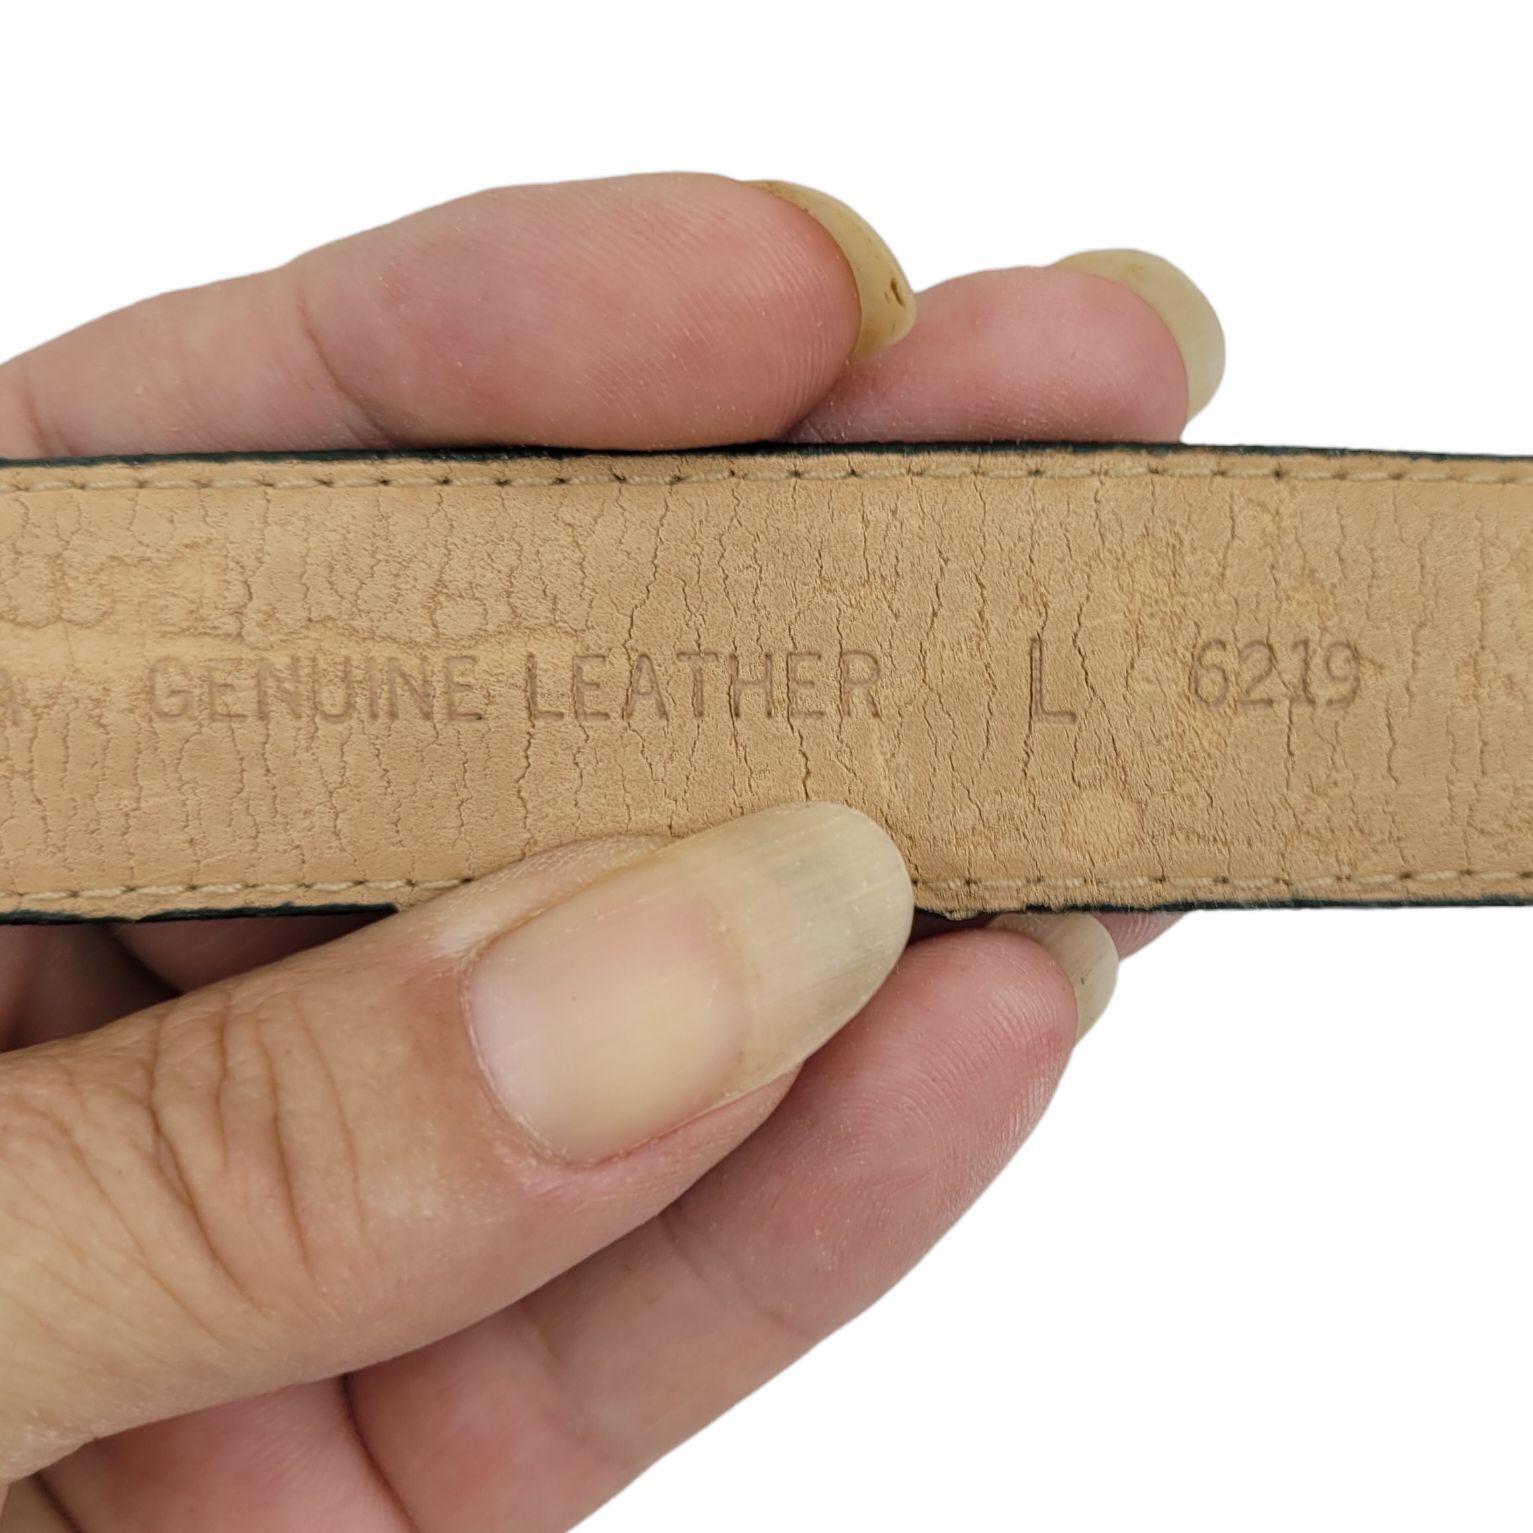 GENUINE LEATHER L 6219